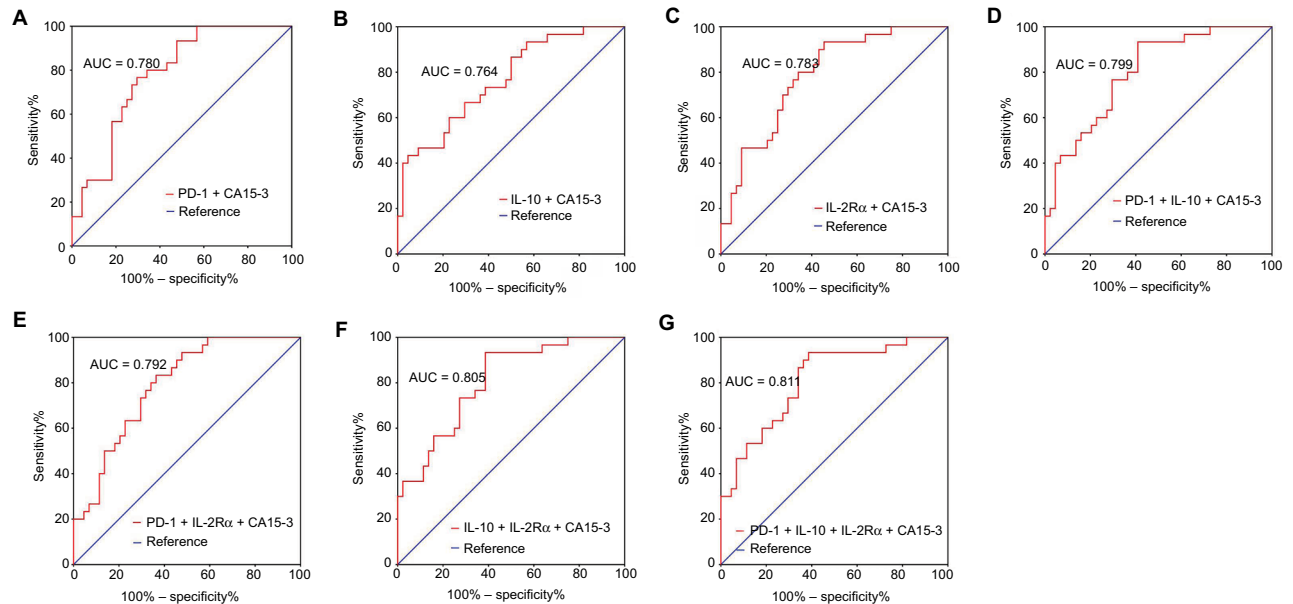 A
100
80
60
40
20
0
Sensitivity%
AUC = 0.780
PD-1 + CA15-3
Reference
0 20 40 60 80 100
100% – specificity%
B
100
80
60
40
20
0
Sensitivity%
AUC = 0.764
IL-10 + CA15-3
Reference
0 20 40 60 80 100
100% – specificity%
C
100
80
60
40
20
0
Sensitivity%
AUC = 0.783
IL-2Rα + CA15-3
Reference
0 20 40 60 80 100
100% – specificity%
D
100
80
60
40
20
0
Sensitivity%
AUC = 0.799
PD-1 + IL-10 + CA15-3
Reference
0 20 40 60 80 100
100% – specificity%
E
100
80
60
40
20
0
Sensitivity%
AUC = 0.792
PD-1 + IL-2Rα + CA15-3
Reference
0 20 40 60 80 100
100% – specificity%
F
100
80
60
40
20
0
Sensitivity%
AUC = 0.805
IL-10 + IL-2Rα + CA15-3
Reference
0 20 40 60 80 100
100% – specificity%
G
100
80
60
40
20
0
Sensitivity%
AUC = 0.811
PD-1 + IL-10 + IL-2Rα + CA15-3
Reference
0 20 40 60 80 100
100% – specificity%